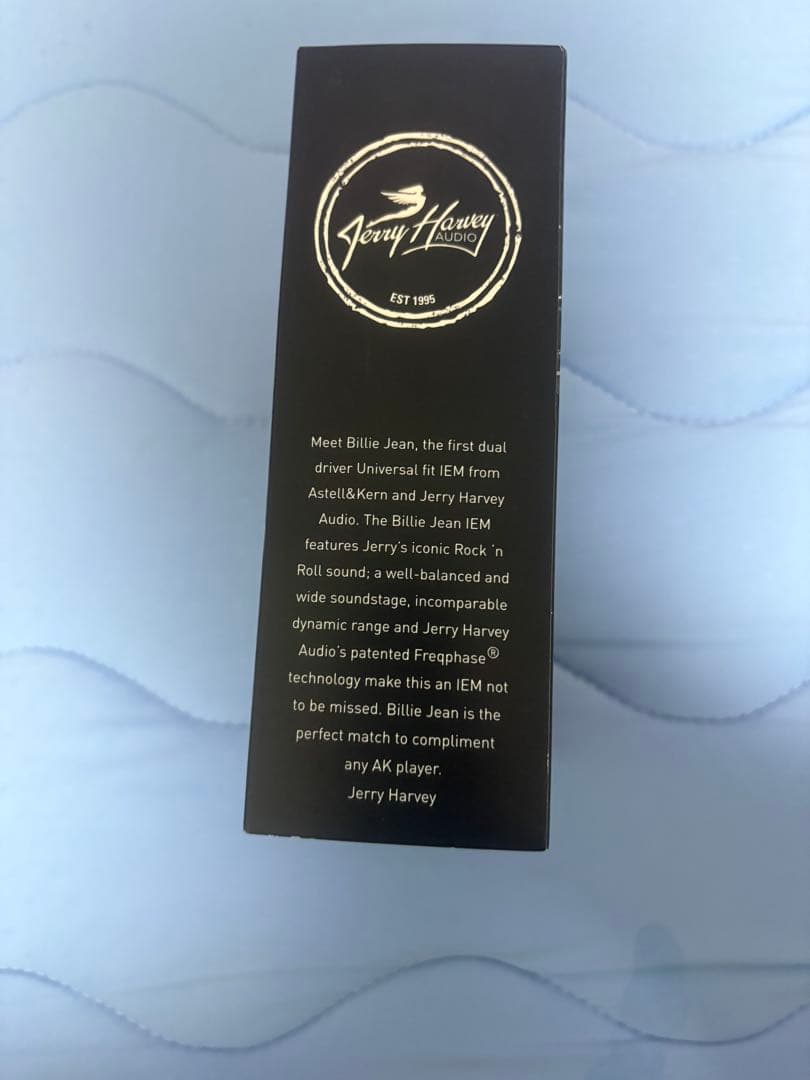 Jerry Harvey
AUDIO
EST 1995
Meet Billie Jean, the first dual
driver Universal fit IEM from
Astell&Kern and Jerry Harvey
Audio. The Billie Jean IEM
features Jerry's iconic Rock 'n
Roll sound; a well-balanced and
wide soundstage, incomparable
dynamic range and Jerry Harvey
Audio's patented Freqphase®
technology make this an IEM not
to be missed. Billie Jean is the
perfect match to compliment
any AK player.
Jerry Harvey